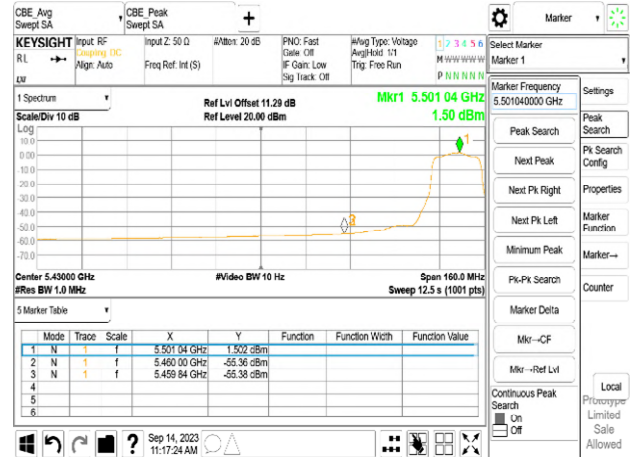 CBE_Avg
Swept SA
CBE_Peak
Swept SA
+
Marker
KEYSIGHT
RL
Input: RF
Coupling: DC
Align: Auto
Input Z: 50 Ω
Freq Ref: Int (S)
#Atten: 20 dB
PNO: Fast
Gate: Off
IF Gain: Low
Sig Track: Off
#Avg Type: Voltage
Avg|Hold: 1/1
Trig: Free Run
1 2 3 4 5 6
M W W W W W
P N N N N N
Select Marker
Marker 1
1 Spectrum
Scale/Div 10 dB
Log
Ref Lvl Offset 11.29 dB
Ref Level 20.00 dBm
Mkr1 5.501 04 GHz
1.50 dBm
10.0
0.00
-10.0
-20.0
-30.0
-40.0
-50.0
-60.0
-70.0
1
Center 5.43000 GHz
#Res BW 1.0 MHz
#Video BW 10 Hz
Span 160.0 MHz
Sweep 12.5 s (1001 pts)
5 Marker Table
Mode Trace Scale X Y Function Function Width Function Value
1 N 1 f 5.501 04 GHz 1.502 dBm
2 N 1 f 5.460 00 GHz -55.36 dBm
3 N 1 f 5.459 84 GHz -55.38 dBm
4
5
6
Marker Frequency
5.501040000 GHz
Peak Search
Next Peak
Next Pk Right
Next Pk Left
Minimum Peak
Pk-Pk Search
Marker Delta
Mkr→CF
Mkr→Ref Lvl
Continuous Peak
Search
On
Off
Settings
Peak
Search
Pk Search
Config
Properties
Marker
Function
Marker→
Counter
Local
Prototype
Limited
Sale
Allowed
?
Sep 14, 2023
11:17:24 AM